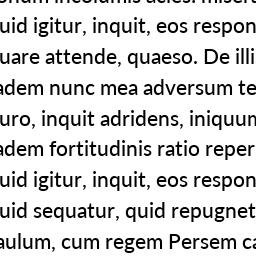 uid igitur, inquit, eos respon
uare attende, quaeso. De illi
adem nunc mea adversum te
uro, inquit adridens, iniquum
adem fortitudinis ratio reper
uid igitur, inquit, eos respon
uid sequatur, quid repugnet
aulum, cum regem Persem ca